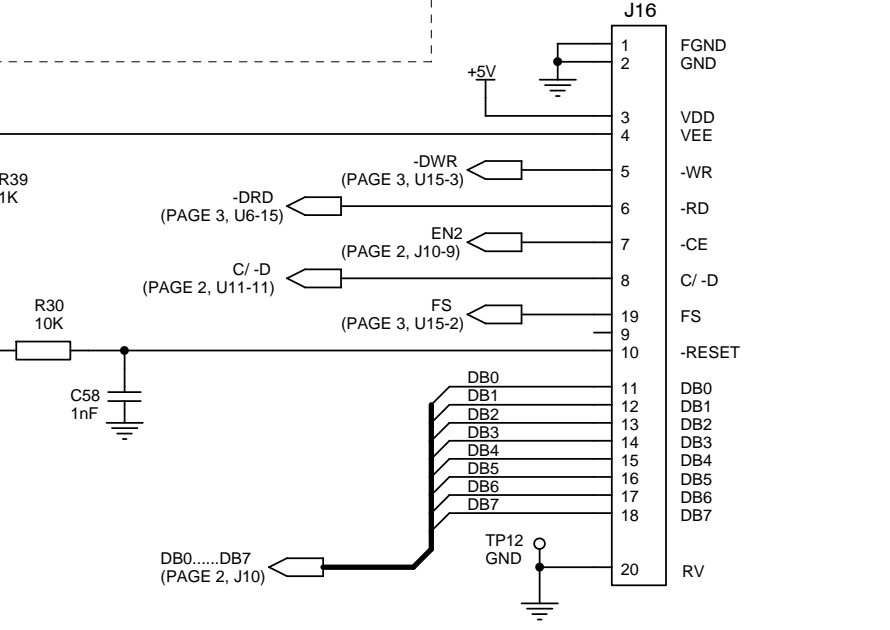 J16
1 FGND
2 GND
+5V
3 VDD
4 VEE
-DWR
(PAGE 3, U15-3)
5 -WR
R39
1K
-DRD
(PAGE 3, U6-15)
6 -RD
EN2
(PAGE 2, J10-9)
7 -CE
C/ -D
(PAGE 2, U11-11)
8 C/ -D
FS
(PAGE 3, U15-2)
19 FS
9
R30
10K
10 -RESET
C58
1nF
DB0 11 DB0
DB1 12 DB1
DB2 13 DB2
DB3 14 DB3
DB4 15 DB4
DB5 16 DB5
DB6 17 DB6
DB7 18 DB7
TP12
GND
DB0......DB7
(PAGE 2, J10)
20 RV